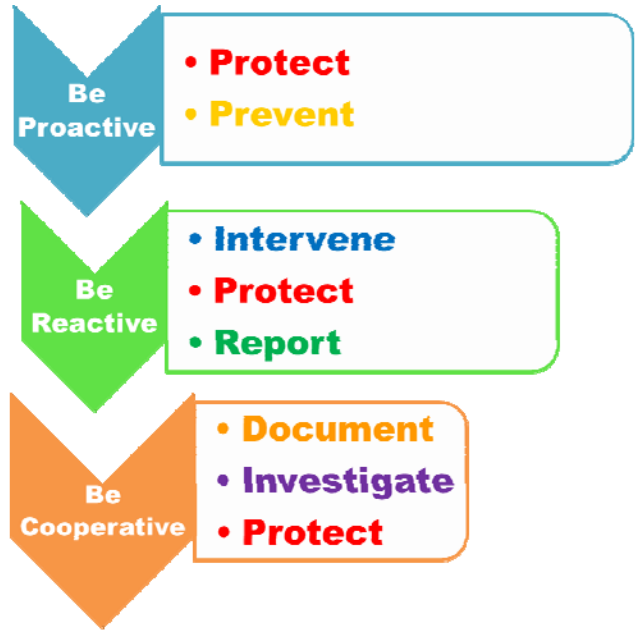 Be
Proactive
• Protect
• Prevent
Be
Reactive
• Intervene
• Protect
• Report
Be
Cooperative
• Document
• Investigate
• Protect